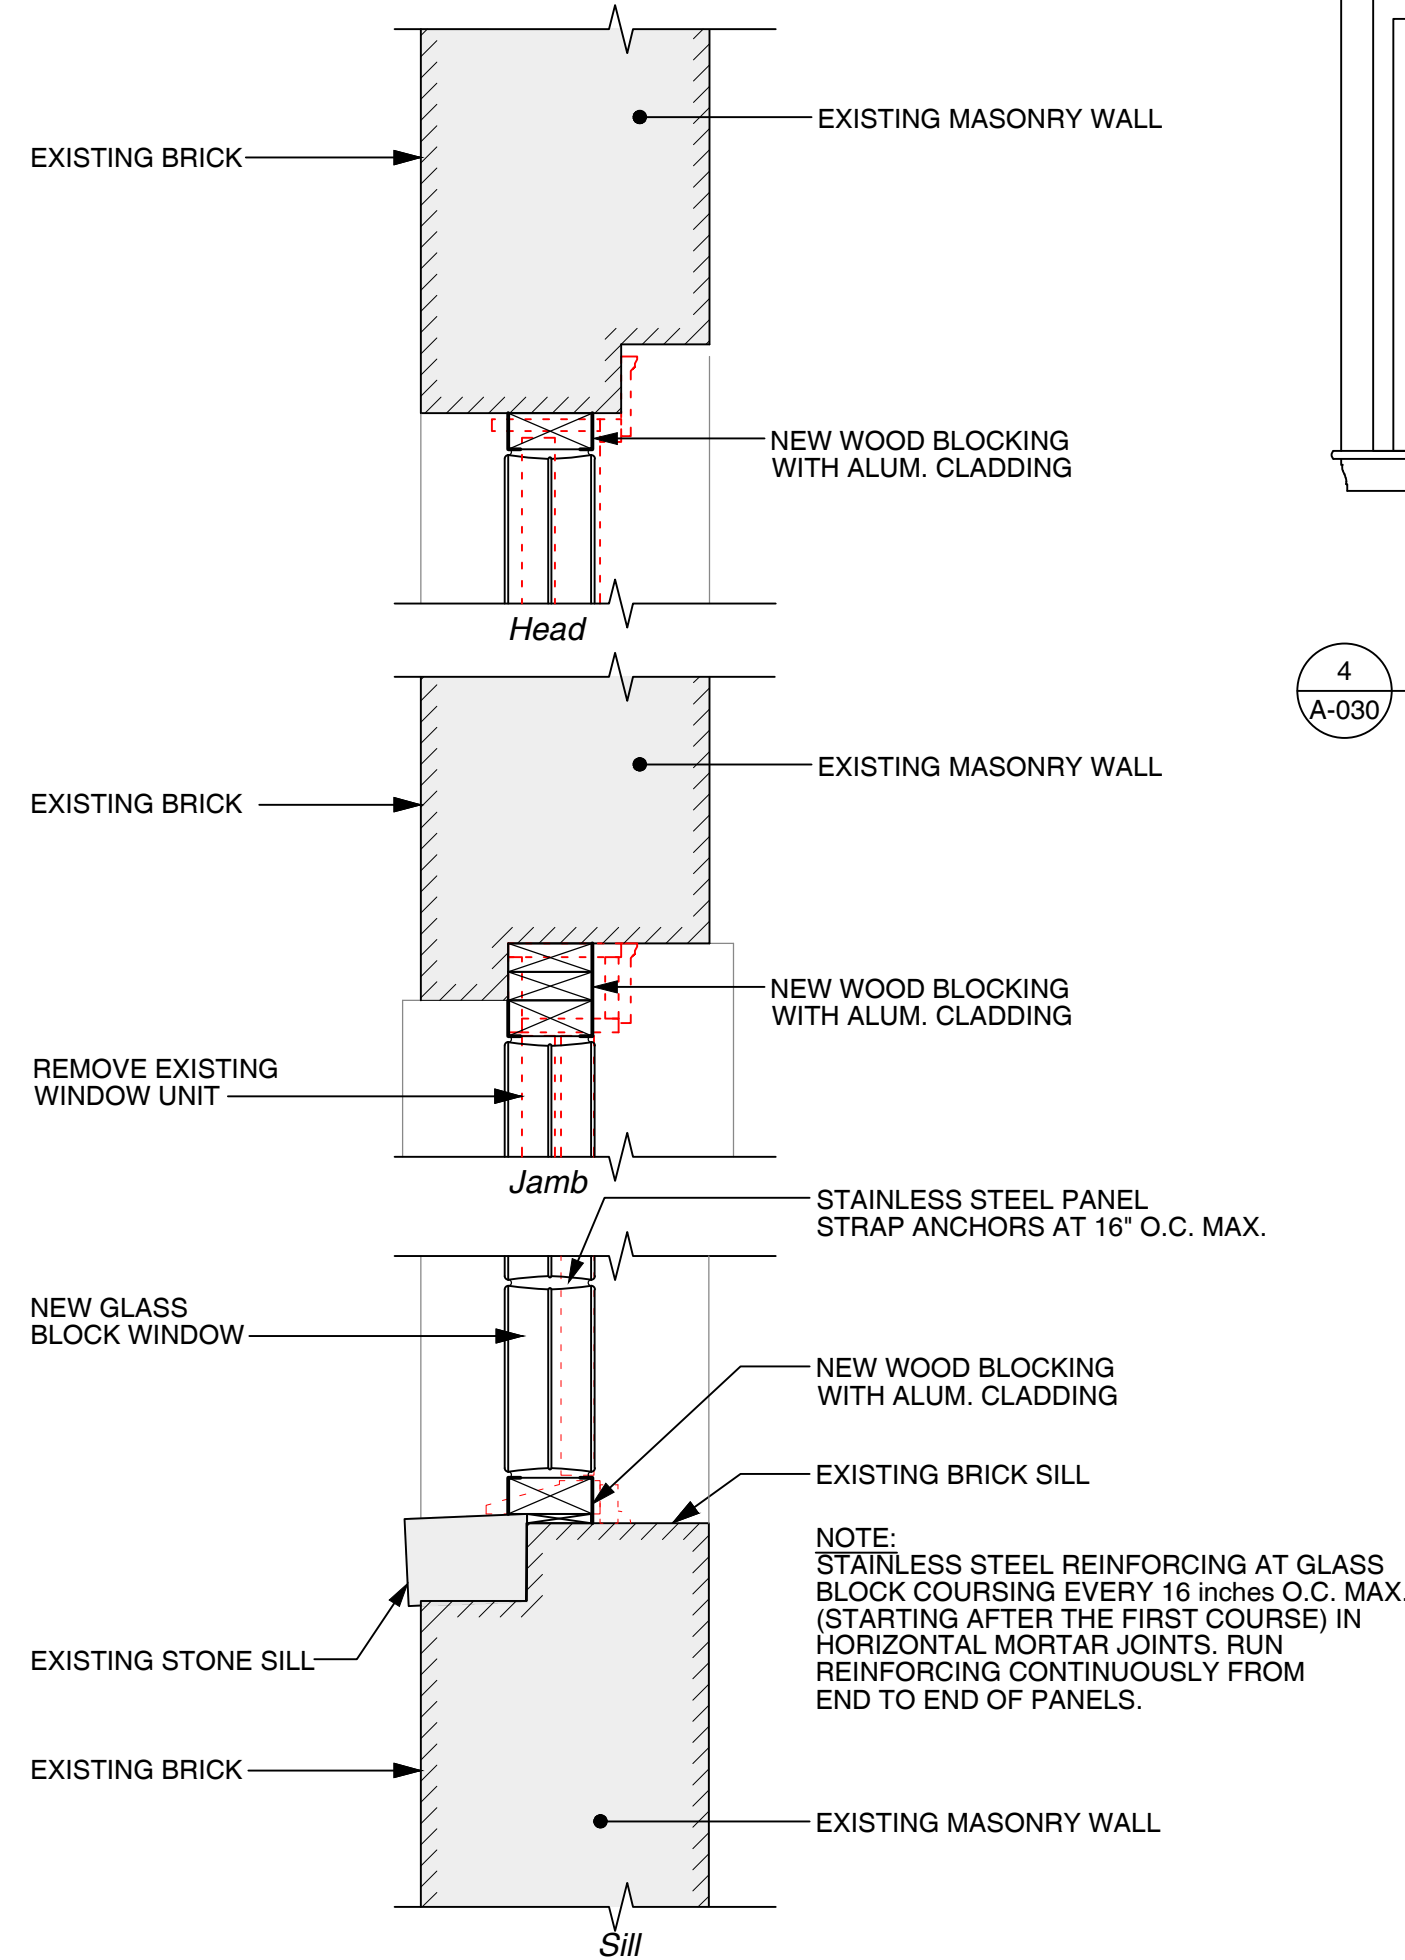 EXISTING MASONRY WALL
EXISTING BRICK
NEW WOOD BLOCKING
WITH ALUM. CLADDING
Head
4
A-030
EXISTING MASONRY WALL
EXISTING BRICK
NEW WOOD BLOCKING
WITH ALUM. CLADDING
REMOVE EXISTING
WINDOW UNIT
Jamb
STAINLESS STEEL PANEL
STRAP ANCHORS AT 16" O.C. MAX.
NEW GLASS
BLOCK WINDOW
NEW WOOD BLOCKING
WITH ALUM. CLADDING
EXISTING BRICK SILL
NOTE:
STAINLESS STEEL REINFORCING AT GLASS
BLOCK COURSING EVERY 16 inches O.C. MAX.
(STARTING AFTER THE FIRST COURSE) IN
HORIZONTAL MORTAR JOINTS. RUN
REINFORCING CONTINUOUSLY FROM
END TO END OF PANELS.
EXISTING STONE SILL
EXISTING BRICK
EXISTING MASONRY WALL
Sill